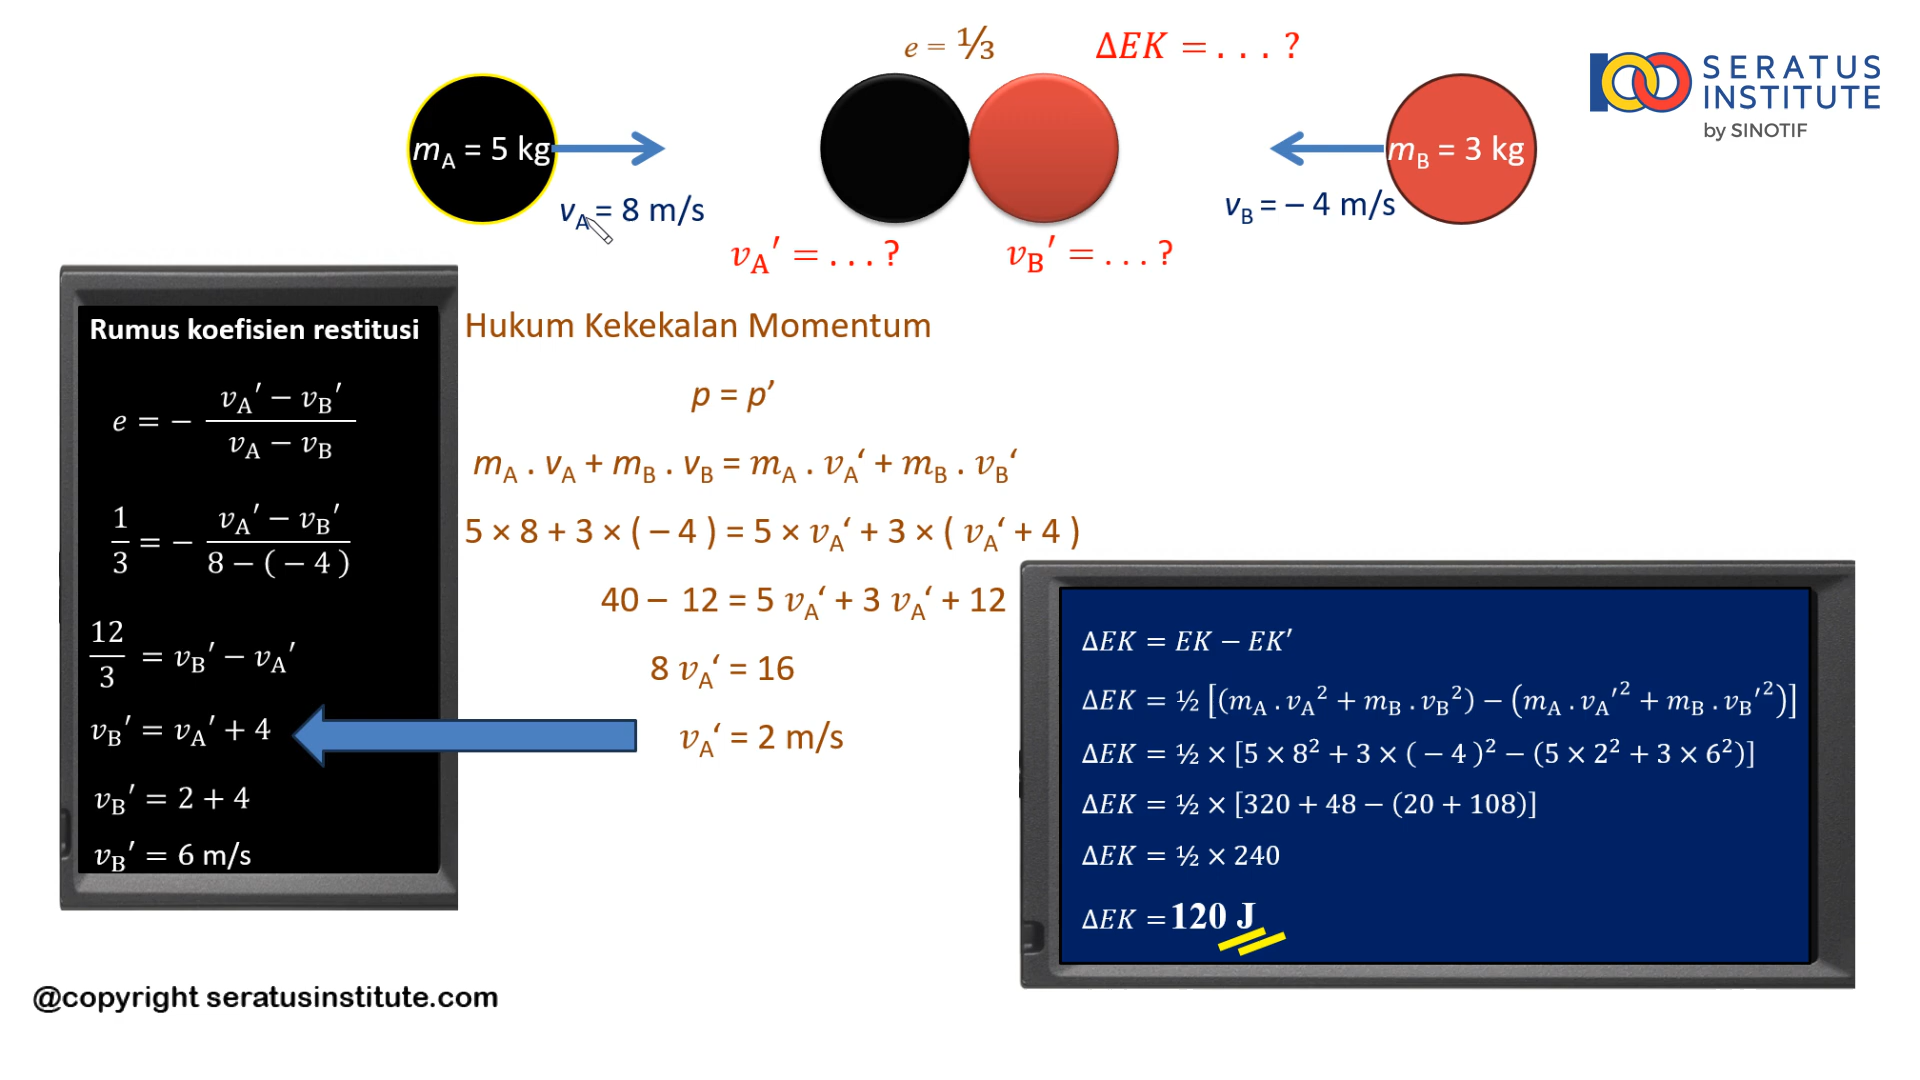 e = ⅓
ΔEK = . . . ?
SERATUS
INSTITUTE
by SINOTIF
mA = 5 kg
mB = 3 kg
vA = 8 m/s
vB = – 4 m/s
vA′ = . . . ?
vB′ = . . . ?
Rumus koefisien restitusi
e = − (vA′ − vB′) / (vA − vB)
1/3 = − (vA′ − vB′) / (8 − ( − 4 ))
12/3 = vB′ − vA′
vB′ = vA′ + 4
vB′ = 2 + 4
vB′ = 6 m/s
Hukum Kekekalan Momentum
p = p’
mA . vA + mB . vB = mA . vA‘ + mB . vB‘
5 × 8 + 3 × ( – 4 ) = 5 × vA‘ + 3 × ( vA‘ + 4 )
40 – 12 = 5 vA‘ + 3 vA‘ + 12
8 vA‘ = 16
vA‘ = 2 m/s
ΔEK = EK − EK′
ΔEK = ½ [(mA . vA² + mB . vB²) − (mA . vA′² + mB . vB′²)]
ΔEK = ½ × [5 × 8² + 3 × ( − 4 )² − (5 × 2² + 3 × 6²)]
ΔEK = ½ × [320 + 48 − (20 + 108)]
ΔEK = ½ × 240
ΔEK = 120 J
@copyright seratusinstitute.com